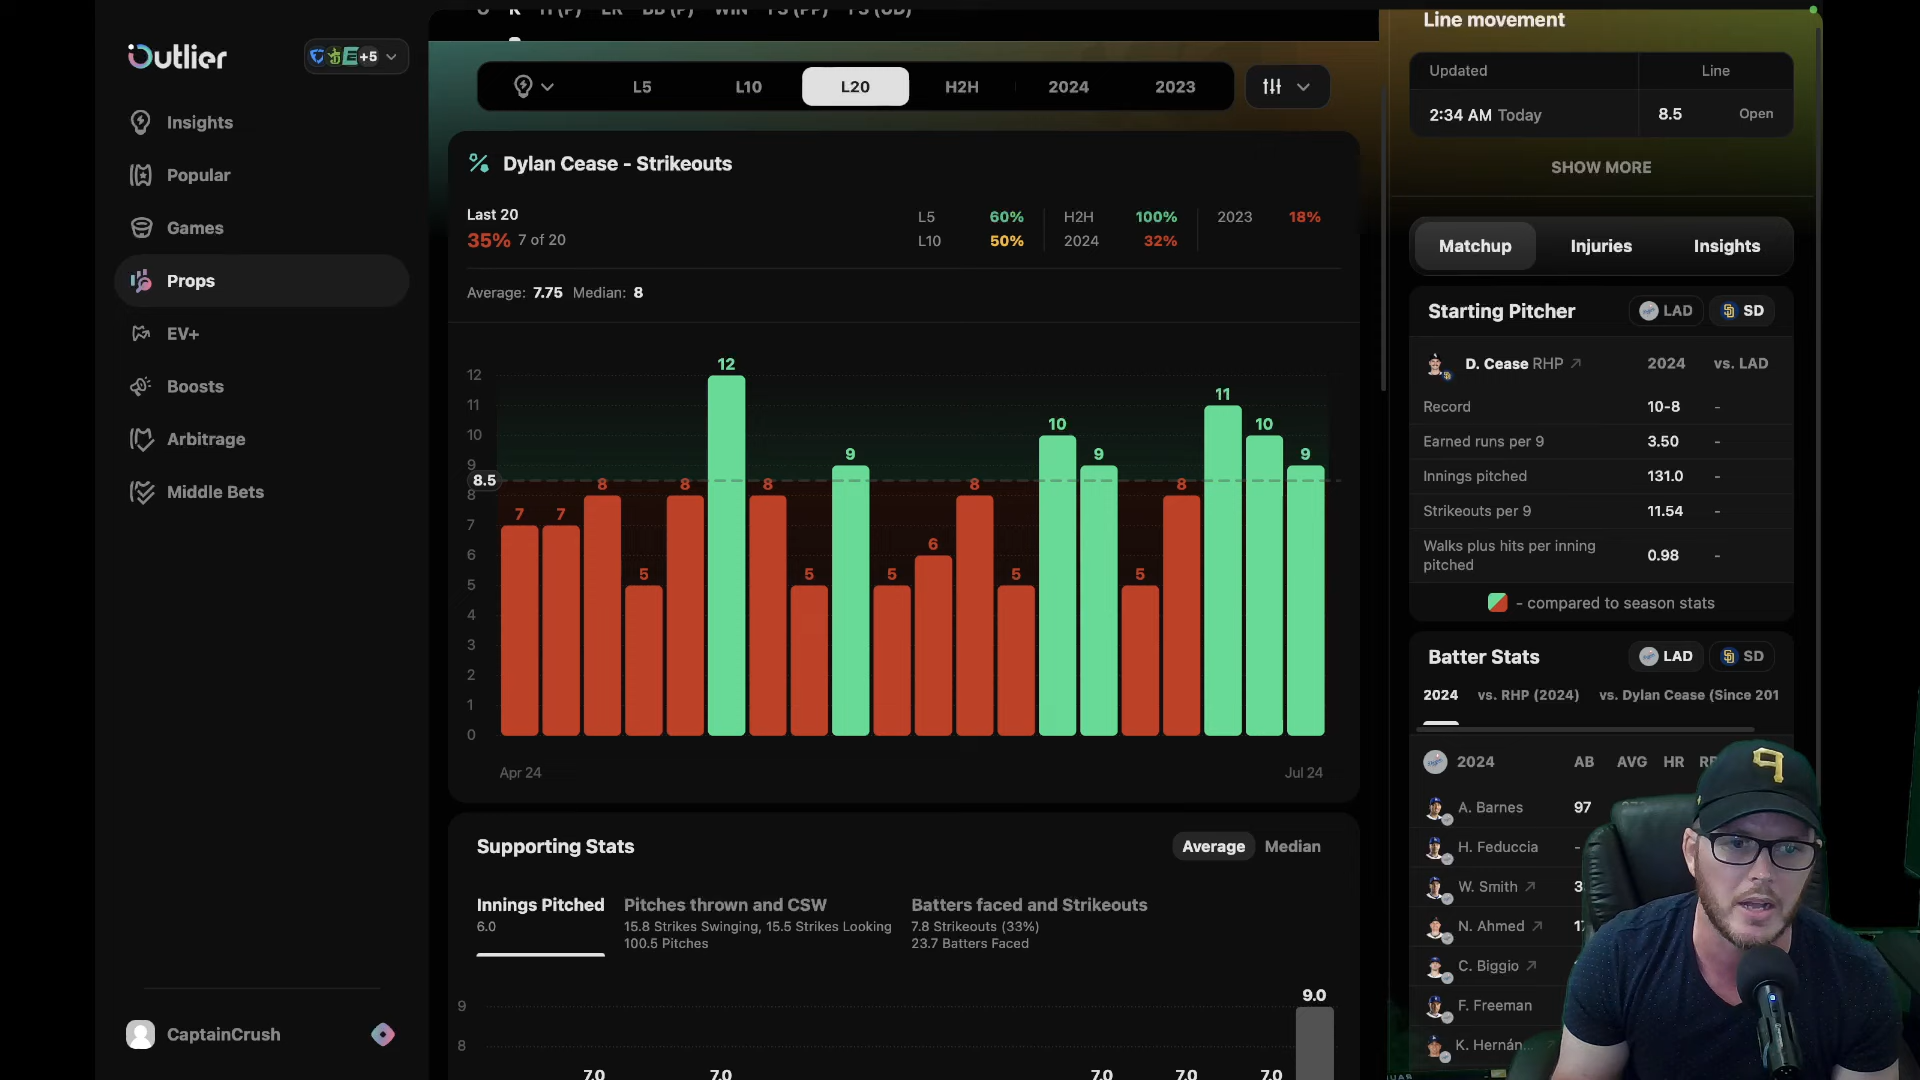 K H (P) ER BB (P) WIN FS (PP) FS (UD)
Outlier
+5
Insights
Popular
Games
Props
EV+
Boosts
Arbitrage
Middle Bets
CaptainCrush
L5 L10 L20 H2H 2024 2023
Dylan Cease - Strikeouts
Last 20
35% 7 of 20
L5 60% H2H 100% 2023 18%
L10 50% 2024 32%
Average: 7.75 Median: 8
12
11
10
9
8.5
8
7
6
5
4
3
2
1
0
7 7 8 5 8 12 8 5 9 5 6 8 5 10 9 5 8 11 10 9
Apr 24 Jul 24
Supporting Stats
Average Median
Innings Pitched
6.0
Pitches thrown and CSW
15.8 Strikes Swinging, 15.5 Strikes Looking
100.5 Pitches
Batters faced and Strikeouts
7.8 Strikeouts (33%)
23.7 Batters Faced
9
8
7.0 7.0 7.0 7.0 7.0 9.0
Line movement
Updated Line
2:34 AM Today 8.5 Open
SHOW MORE
Matchup Injuries Insights
Starting Pitcher LAD SD
D. Cease RHP 2024 vs. LAD
Record 10-8 -
Earned runs per 9 3.50 -
Innings pitched 131.0 -
Strikeouts per 9 11.54 -
Walks plus hits per inning
pitched 0.98 -
- compared to season stats
Batter Stats LAD SD
2024 vs. RHP (2024) vs. Dylan Cease (Since 201
2024 AB AVG HR
A. Barnes 97
H. Feduccia -
W. Smith
N. Ahmed
C. Biggio
F. Freeman
K. Hernán...